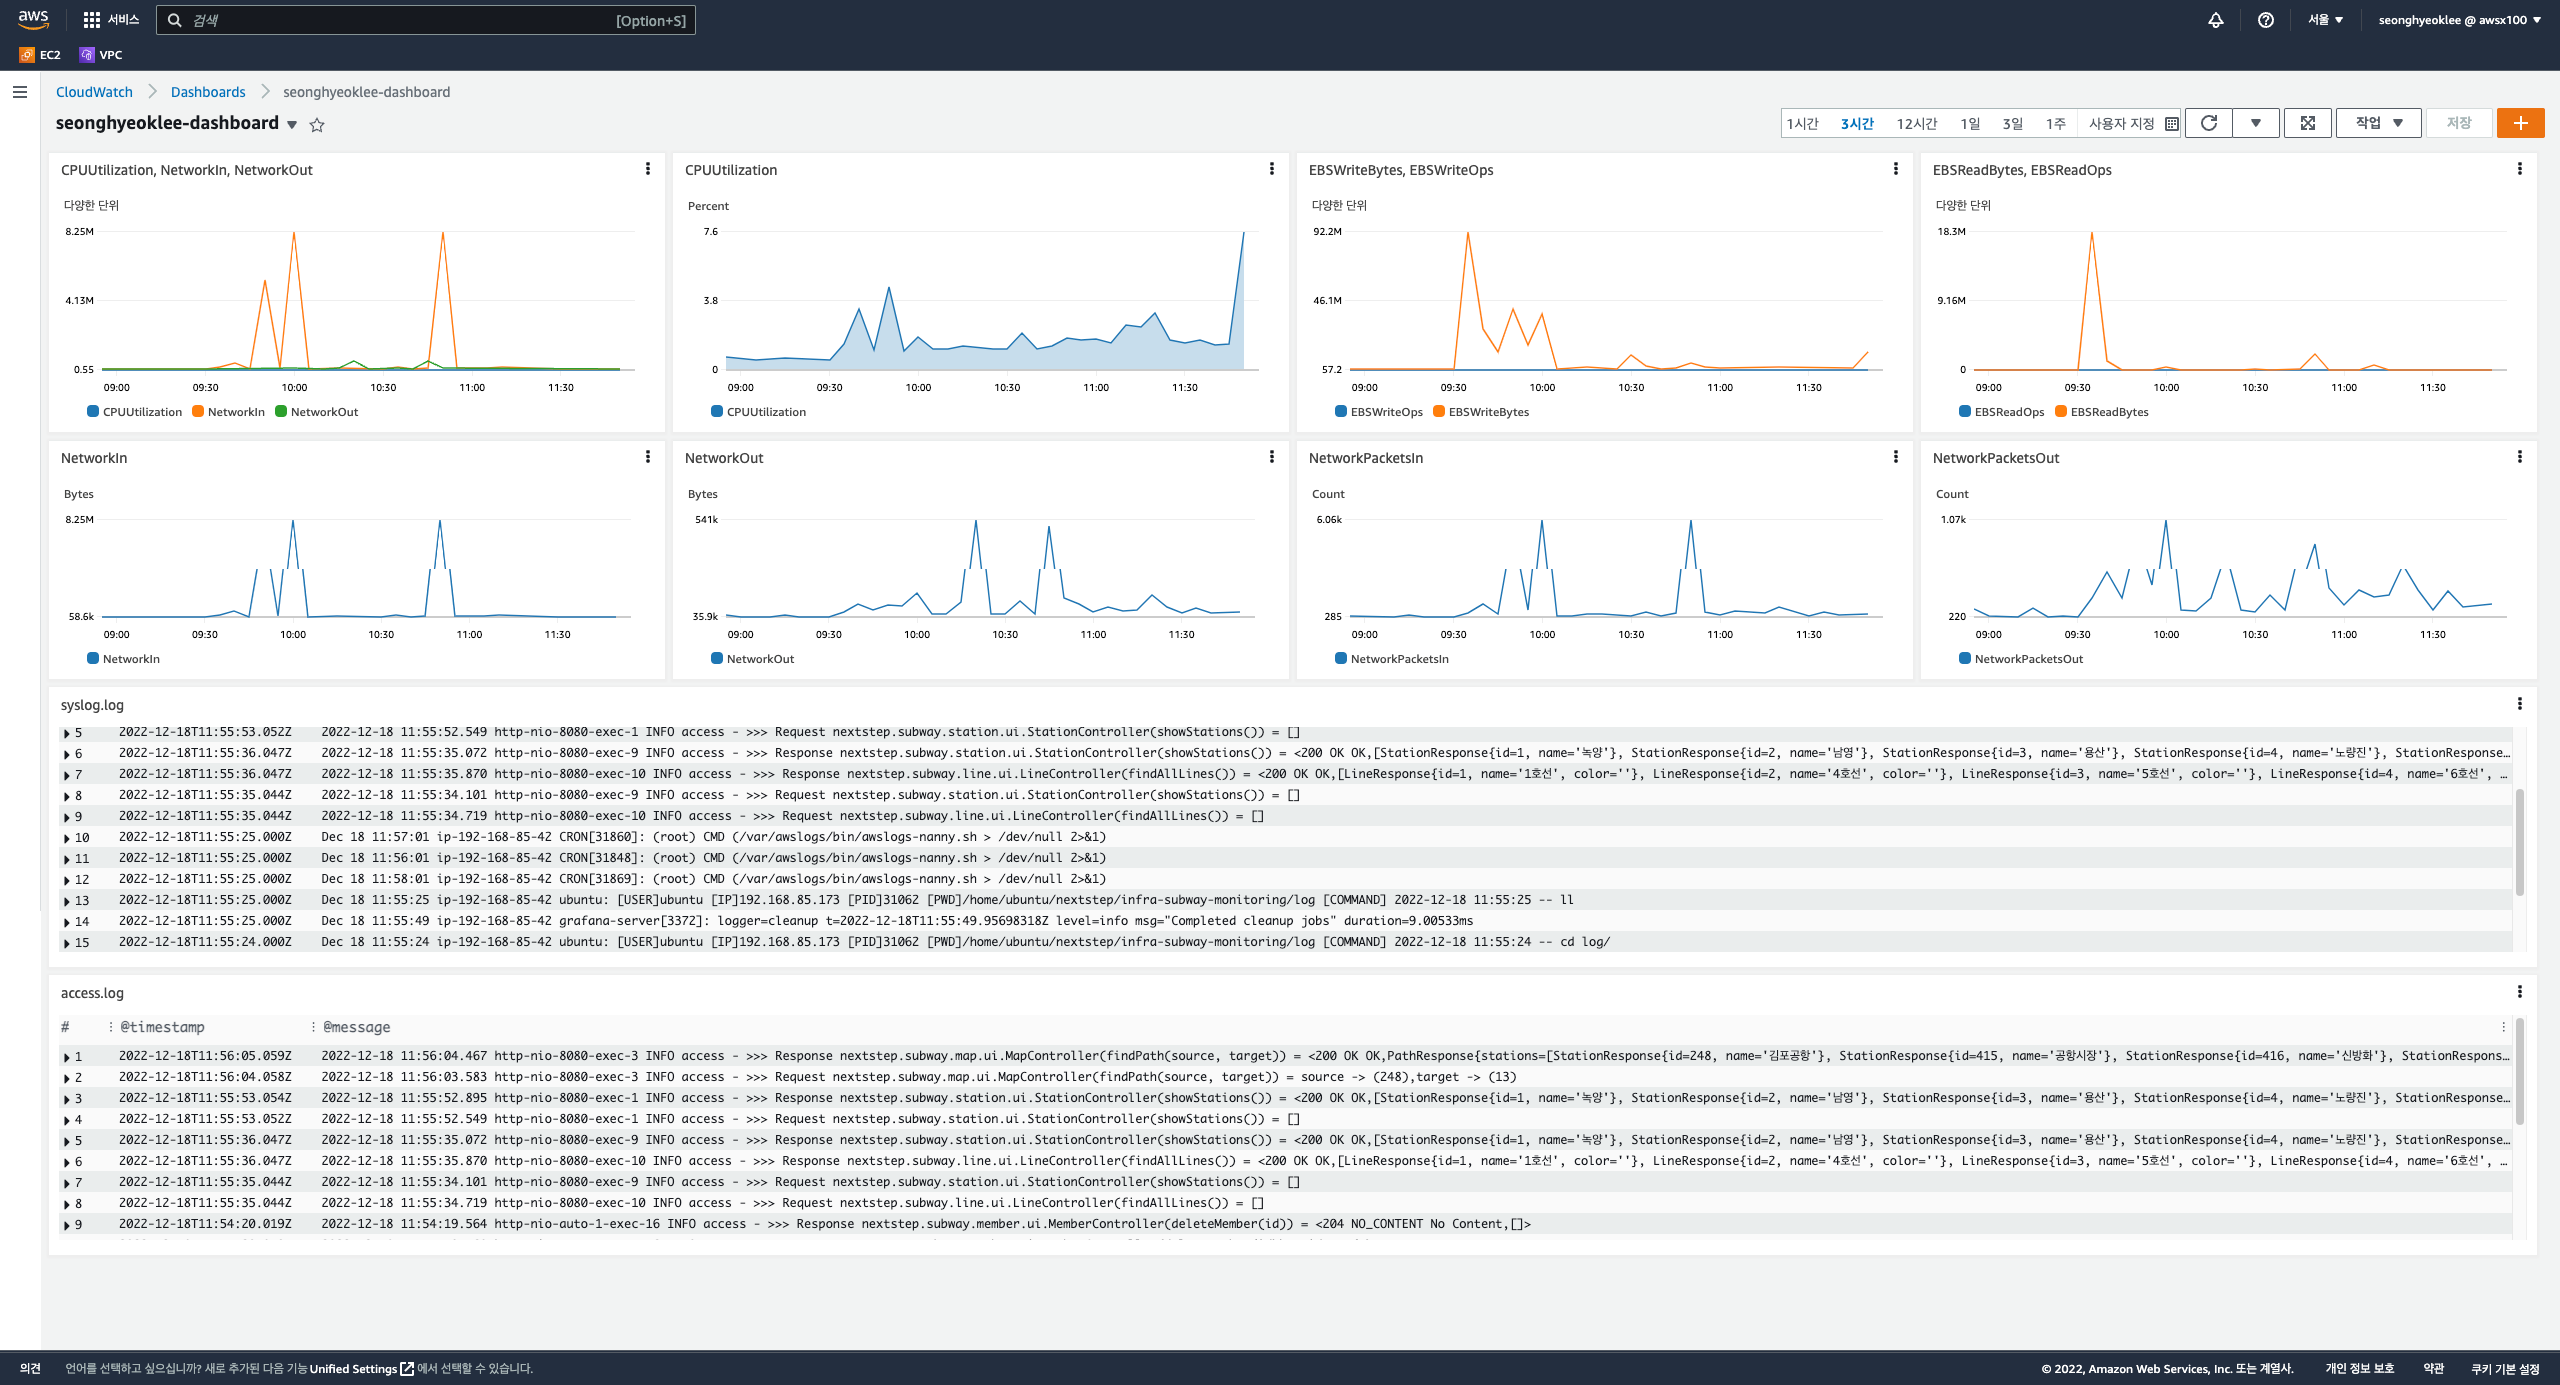 aws 서비스 검색 [Option+S] 서울 seonghyeoklee @ awsx100
EC2 VPC
CloudWatch Dashboards seonghyeoklee-dashboard
seonghyeoklee-dashboard
1시간 3시간 12시간 1일 3일 1주 사용자 지정 작업 저장
CPUUtilization, NetworkIn, NetworkOut
다양한 단위
8.25M
4.13M
0.55
09:00 09:30 10:00 10:30 11:00 11:30
CPUUtilization NetworkIn NetworkOut
CPUUtilization
Percent
7.6
3.8
0
09:00 09:30 10:00 10:30 11:00 11:30
CPUUtilization
EBSWriteBytes, EBSWriteOps
다양한 단위
92.2M
46.1M
57.2
09:00 09:30 10:00 10:30 11:00 11:30
EBSWriteOps EBSWriteBytes
EBSReadBytes, EBSReadOps
다양한 단위
18.3M
9.16M
0
09:00 09:30 10:00 10:30 11:00 11:30
EBSReadOps EBSReadBytes
NetworkIn
Bytes
8.25M
58.6k
09:00 09:30 10:00 10:30 11:00 11:30
NetworkIn
NetworkOut
Bytes
541k
35.9k
09:00 09:30 10:00 10:30 11:00 11:30
NetworkOut
NetworkPacketsIn
Count
6.06k
285
09:00 09:30 10:00 10:30 11:00 11:30
NetworkPacketsIn
NetworkPacketsOut
Count
1.07k
220
09:00 09:30 10:00 10:30 11:00 11:30
NetworkPacketsOut
syslog.log
5 2022-12-18T11:55:53.052Z 2022-12-18 11:55:52.549 http-nio-8080-exec-1 INFO access - >>> Request nextstep.subway.station.ui.StationController(showStations()) = []
6 2022-12-18T11:55:36.047Z 2022-12-18 11:55:35.072 http-nio-8080-exec-9 INFO access - >>> Response nextstep.subway.station.ui.StationController(showStations()) = <200 OK OK,[StationResponse{id=1, name='녹양'}, StationResponse{id=2, name='남영'}, StationResponse{id=3, name='용산'}, StationResponse{id=4, name='노량진'}, StationResponse...
7 2022-12-18T11:55:36.047Z 2022-12-18 11:55:35.870 http-nio-8080-exec-10 INFO access - >>> Response nextstep.subway.line.ui.LineController(findAllLines()) = <200 OK OK,[LineResponse{id=1, name='1호선', color=''}, LineResponse{id=2, name='4호선', color=''}, LineResponse{id=3, name='5호선', color=''}, LineResponse{id=4, name='6호선', ...
8 2022-12-18T11:55:35.044Z 2022-12-18 11:55:34.101 http-nio-8080-exec-9 INFO access - >>> Request nextstep.subway.station.ui.StationController(showStations()) = []
9 2022-12-18T11:55:35.044Z 2022-12-18 11:55:34.719 http-nio-8080-exec-10 INFO access - >>> Request nextstep.subway.line.ui.LineController(findAllLines()) = []
10 2022-12-18T11:55:25.000Z Dec 18 11:57:01 ip-192-168-85-42 CRON[31860]: (root) CMD (/var/awslogs/bin/awslogs-nanny.sh > /dev/null 2>&1)
11 2022-12-18T11:55:25.000Z Dec 18 11:56:01 ip-192-168-85-42 CRON[31848]: (root) CMD (/var/awslogs/bin/awslogs-nanny.sh > /dev/null 2>&1)
12 2022-12-18T11:55:25.000Z Dec 18 11:58:01 ip-192-168-85-42 CRON[31869]: (root) CMD (/var/awslogs/bin/awslogs-nanny.sh > /dev/null 2>&1)
13 2022-12-18T11:55:25.000Z Dec 18 11:55:25 ip-192-168-85-42 ubuntu: [USER]ubuntu [IP]192.168.85.173 [PID]31062 [PWD]/home/ubuntu/nextstep/infra-subway-monitoring/log [COMMAND] 2022-12-18 11:55:25 -- ll
14 2022-12-18T11:55:25.000Z Dec 18 11:55:49 ip-192-168-85-42 grafana-server[3372]: logger=cleanup t=2022-12-18T11:55:49.95698318Z level=info msg="Completed cleanup jobs" duration=9.00533ms
15 2022-12-18T11:55:24.000Z Dec 18 11:55:24 ip-192-168-85-42 ubuntu: [USER]ubuntu [IP]192.168.85.173 [PID]31062 [PWD]/home/ubuntu/nextstep/infra-subway-monitoring/log [COMMAND] 2022-12-18 11:55:24 -- cd log/
access.log
# @timestamp @message
1 2022-12-18T11:56:05.059Z 2022-12-18 11:56:04.467 http-nio-8080-exec-3 INFO access - >>> Response nextstep.subway.map.ui.MapController(findPath(source, target)) = <200 OK OK,PathResponse{stations=[StationResponse{id=248, name='김포공항'}, StationResponse{id=415, name='공항시장'}, StationResponse{id=416, name='신방화'}, StationRespons...
2 2022-12-18T11:56:04.058Z 2022-12-18 11:56:03.583 http-nio-8080-exec-3 INFO access - >>> Request nextstep.subway.map.ui.MapController(findPath(source, target)) = source -> (248),target -> (13)
3 2022-12-18T11:55:53.054Z 2022-12-18 11:55:52.895 http-nio-8080-exec-1 INFO access - >>> Response nextstep.subway.station.ui.StationController(showStations()) = <200 OK OK,[StationResponse{id=1, name='녹양'}, StationResponse{id=2, name='남영'}, StationResponse{id=3, name='용산'}, StationResponse{id=4, name='노량진'}, StationResponse...
4 2022-12-18T11:55:53.052Z 2022-12-18 11:55:52.549 http-nio-8080-exec-1 INFO access - >>> Request nextstep.subway.station.ui.StationController(showStations()) = []
5 2022-12-18T11:55:36.047Z 2022-12-18 11:55:35.072 http-nio-8080-exec-9 INFO access - >>> Response nextstep.subway.station.ui.StationController(showStations()) = <200 OK OK,[StationResponse{id=1, name='녹양'}, StationResponse{id=2, name='남영'}, StationResponse{id=3, name='용산'}, StationResponse{id=4, name='노량진'}, StationResponse...
6 2022-12-18T11:55:36.047Z 2022-12-18 11:55:35.870 http-nio-8080-exec-10 INFO access - >>> Response nextstep.subway.line.ui.LineController(findAllLines()) = <200 OK OK,[LineResponse{id=1, name='1호선', color=''}, LineResponse{id=2, name='4호선', color=''}, LineResponse{id=3, name='5호선', color=''}, LineResponse{id=4, name='6호선', ...
7 2022-12-18T11:55:35.044Z 2022-12-18 11:55:34.101 http-nio-8080-exec-9 INFO access - >>> Request nextstep.subway.station.ui.StationController(showStations()) = []
8 2022-12-18T11:55:35.044Z 2022-12-18 11:55:34.719 http-nio-8080-exec-10 INFO access - >>> Request nextstep.subway.line.ui.LineController(findAllLines()) = []
9 2022-12-18T11:54:20.019Z 2022-12-18 11:54:19.564 http-nio-auto-1-exec-16 INFO access - >>> Response nextstep.subway.member.ui.MemberController(deleteMember(id)) = <204 NO_CONTENT No Content,[]>
의견 언어를 선택하고 싶으십니까? 새로 추가된 다음 기능 Unified Settings 에서 선택할 수 있습니다. © 2022, Amazon Web Services, Inc. 또는 계열사. 개인 정보 보호 약관 쿠키 기본 설정